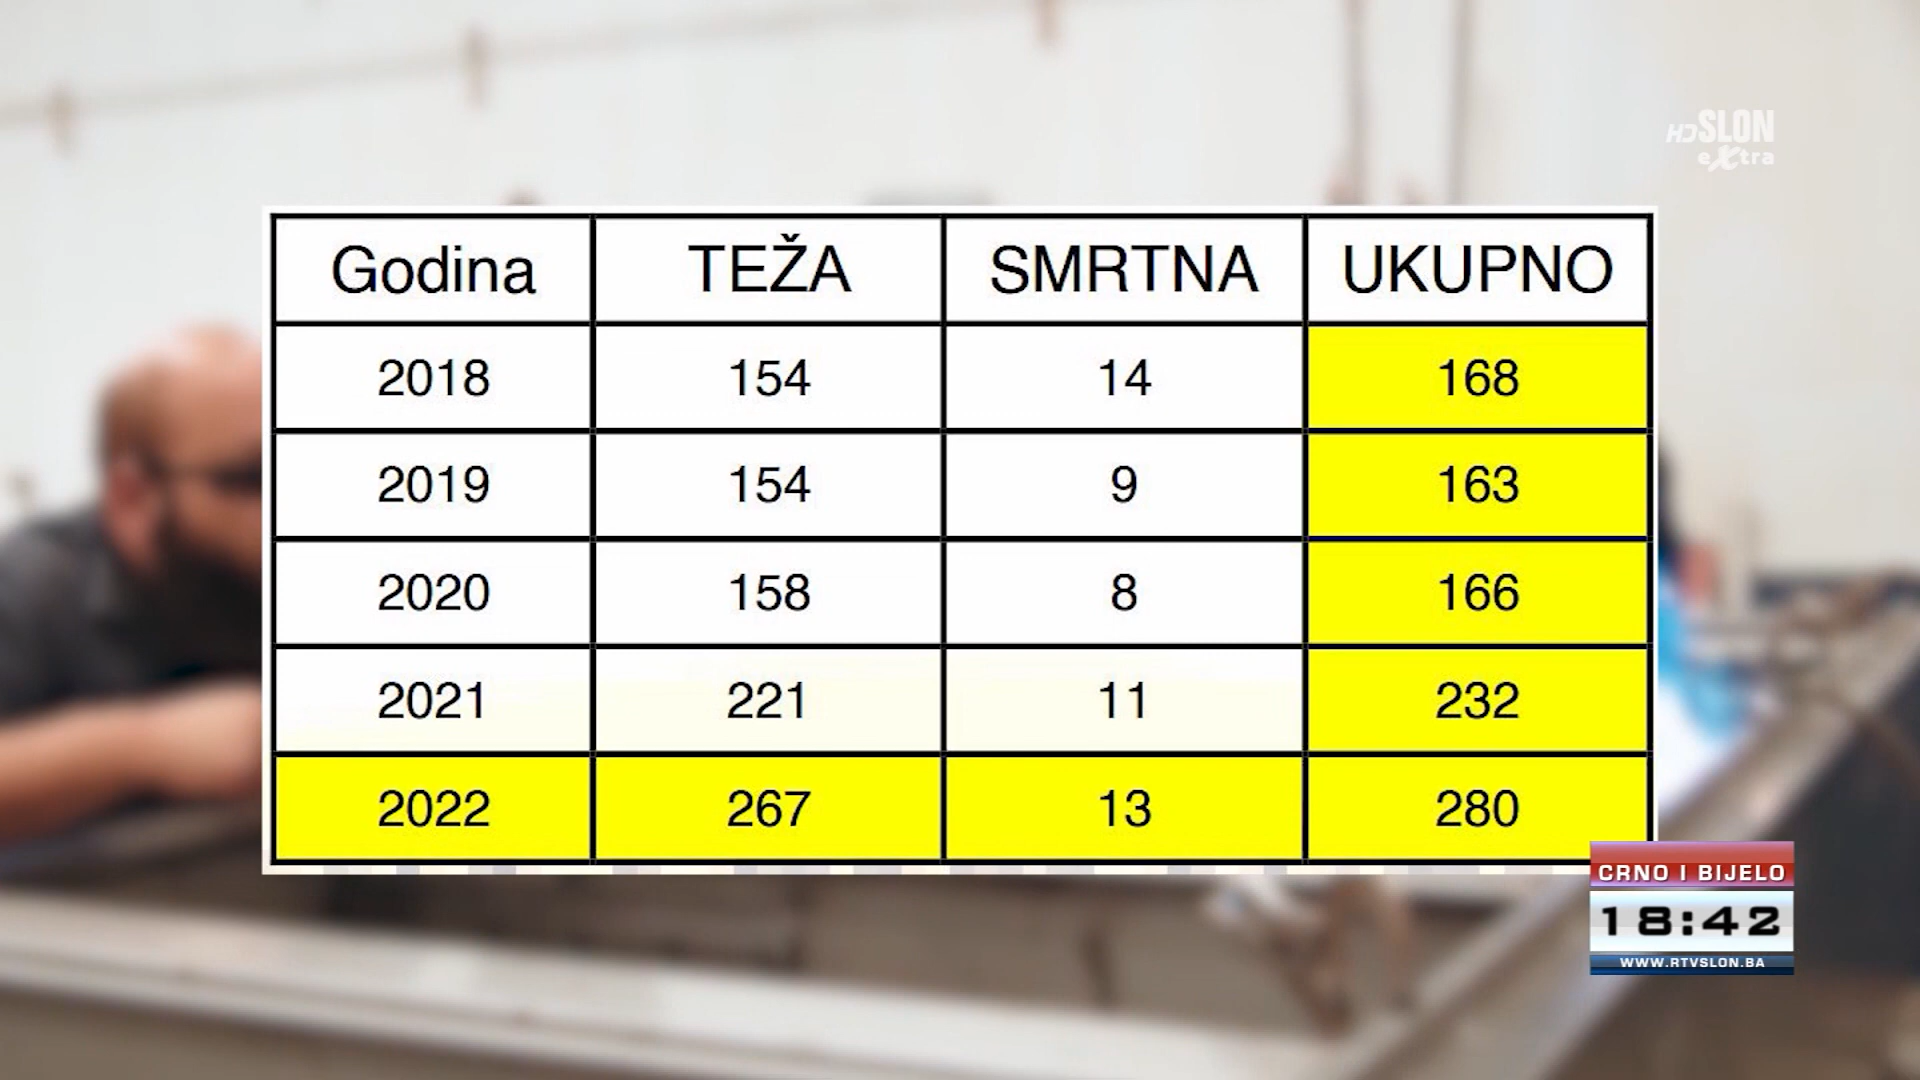 HD SLON
extra
Godina TEŽA SMRTNA UKUPNO
2018 154 14 168
2019 154 9 163
2020 158 8 166
2021 221 11 232
2022 267 13 280
CRNO I BIJELO
18:42
WWW.RTVSLON.BA